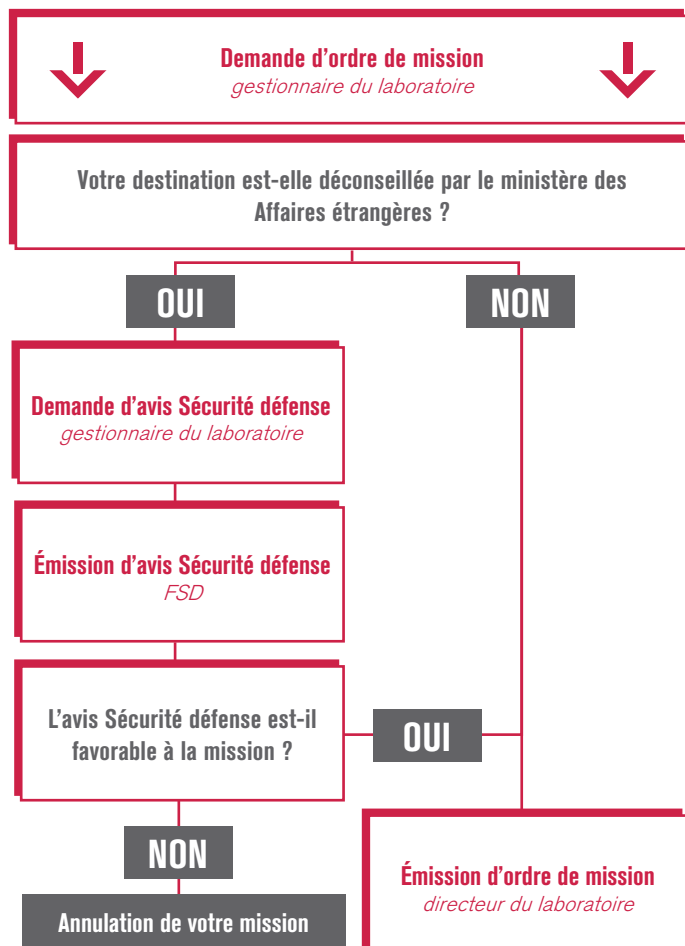 Demande d'ordre de mission
gestionnaire du laboratoire
Votre destination est-elle déconseillée par le ministère des
Affaires étrangères ?
OUI
NON
Demande d'avis Sécurité défense
gestionnaire du laboratoire
Émission d'avis Sécurité défense
FSD
L'avis Sécurité défense est-il
favorable à la mission ?
OUI
NON
Annulation de votre mission
Émission d'ordre de mission
directeur du laboratoire